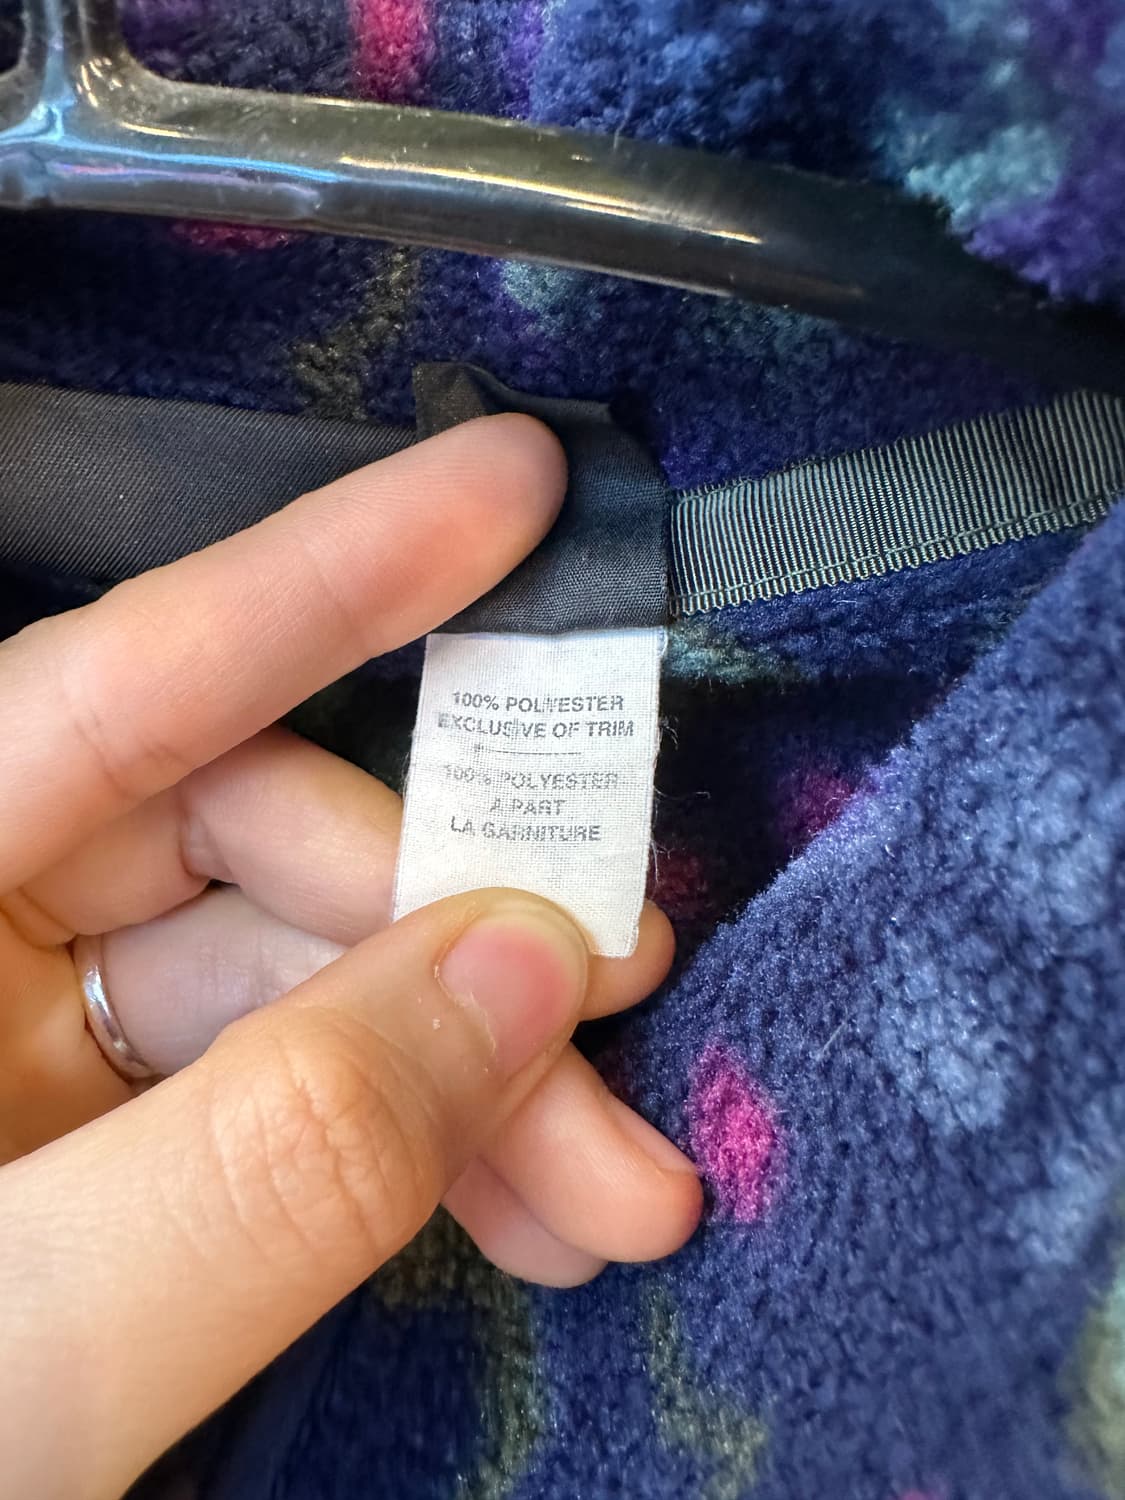 100% POLYESTER
EXCLUSIVE OF TRIM
100% POLYESTER
A PART
LA GARNITURE